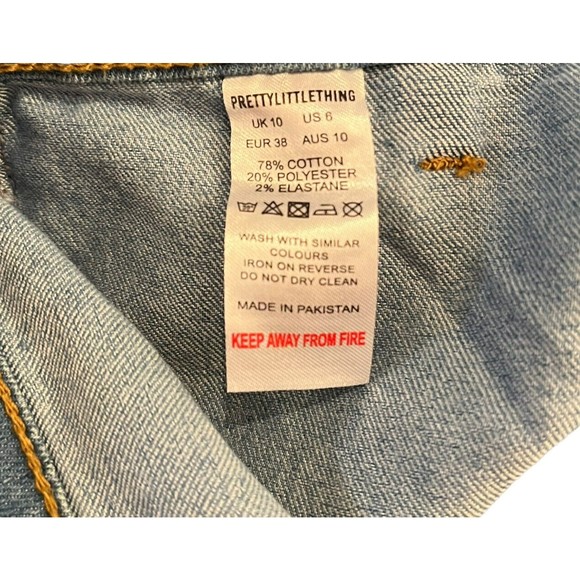 PRETTYLITTLETHING
UK 10 US 6
EUR 38 AUS 10
78% COTTON
20% POLYESTER
2% ELASTANE
WASH WITH SIMILAR
COLOURS
IRON ON REVERSE
DO NOT DRY CLEAN
MADE IN PAKISTAN
KEEP AWAY FROM FIRE